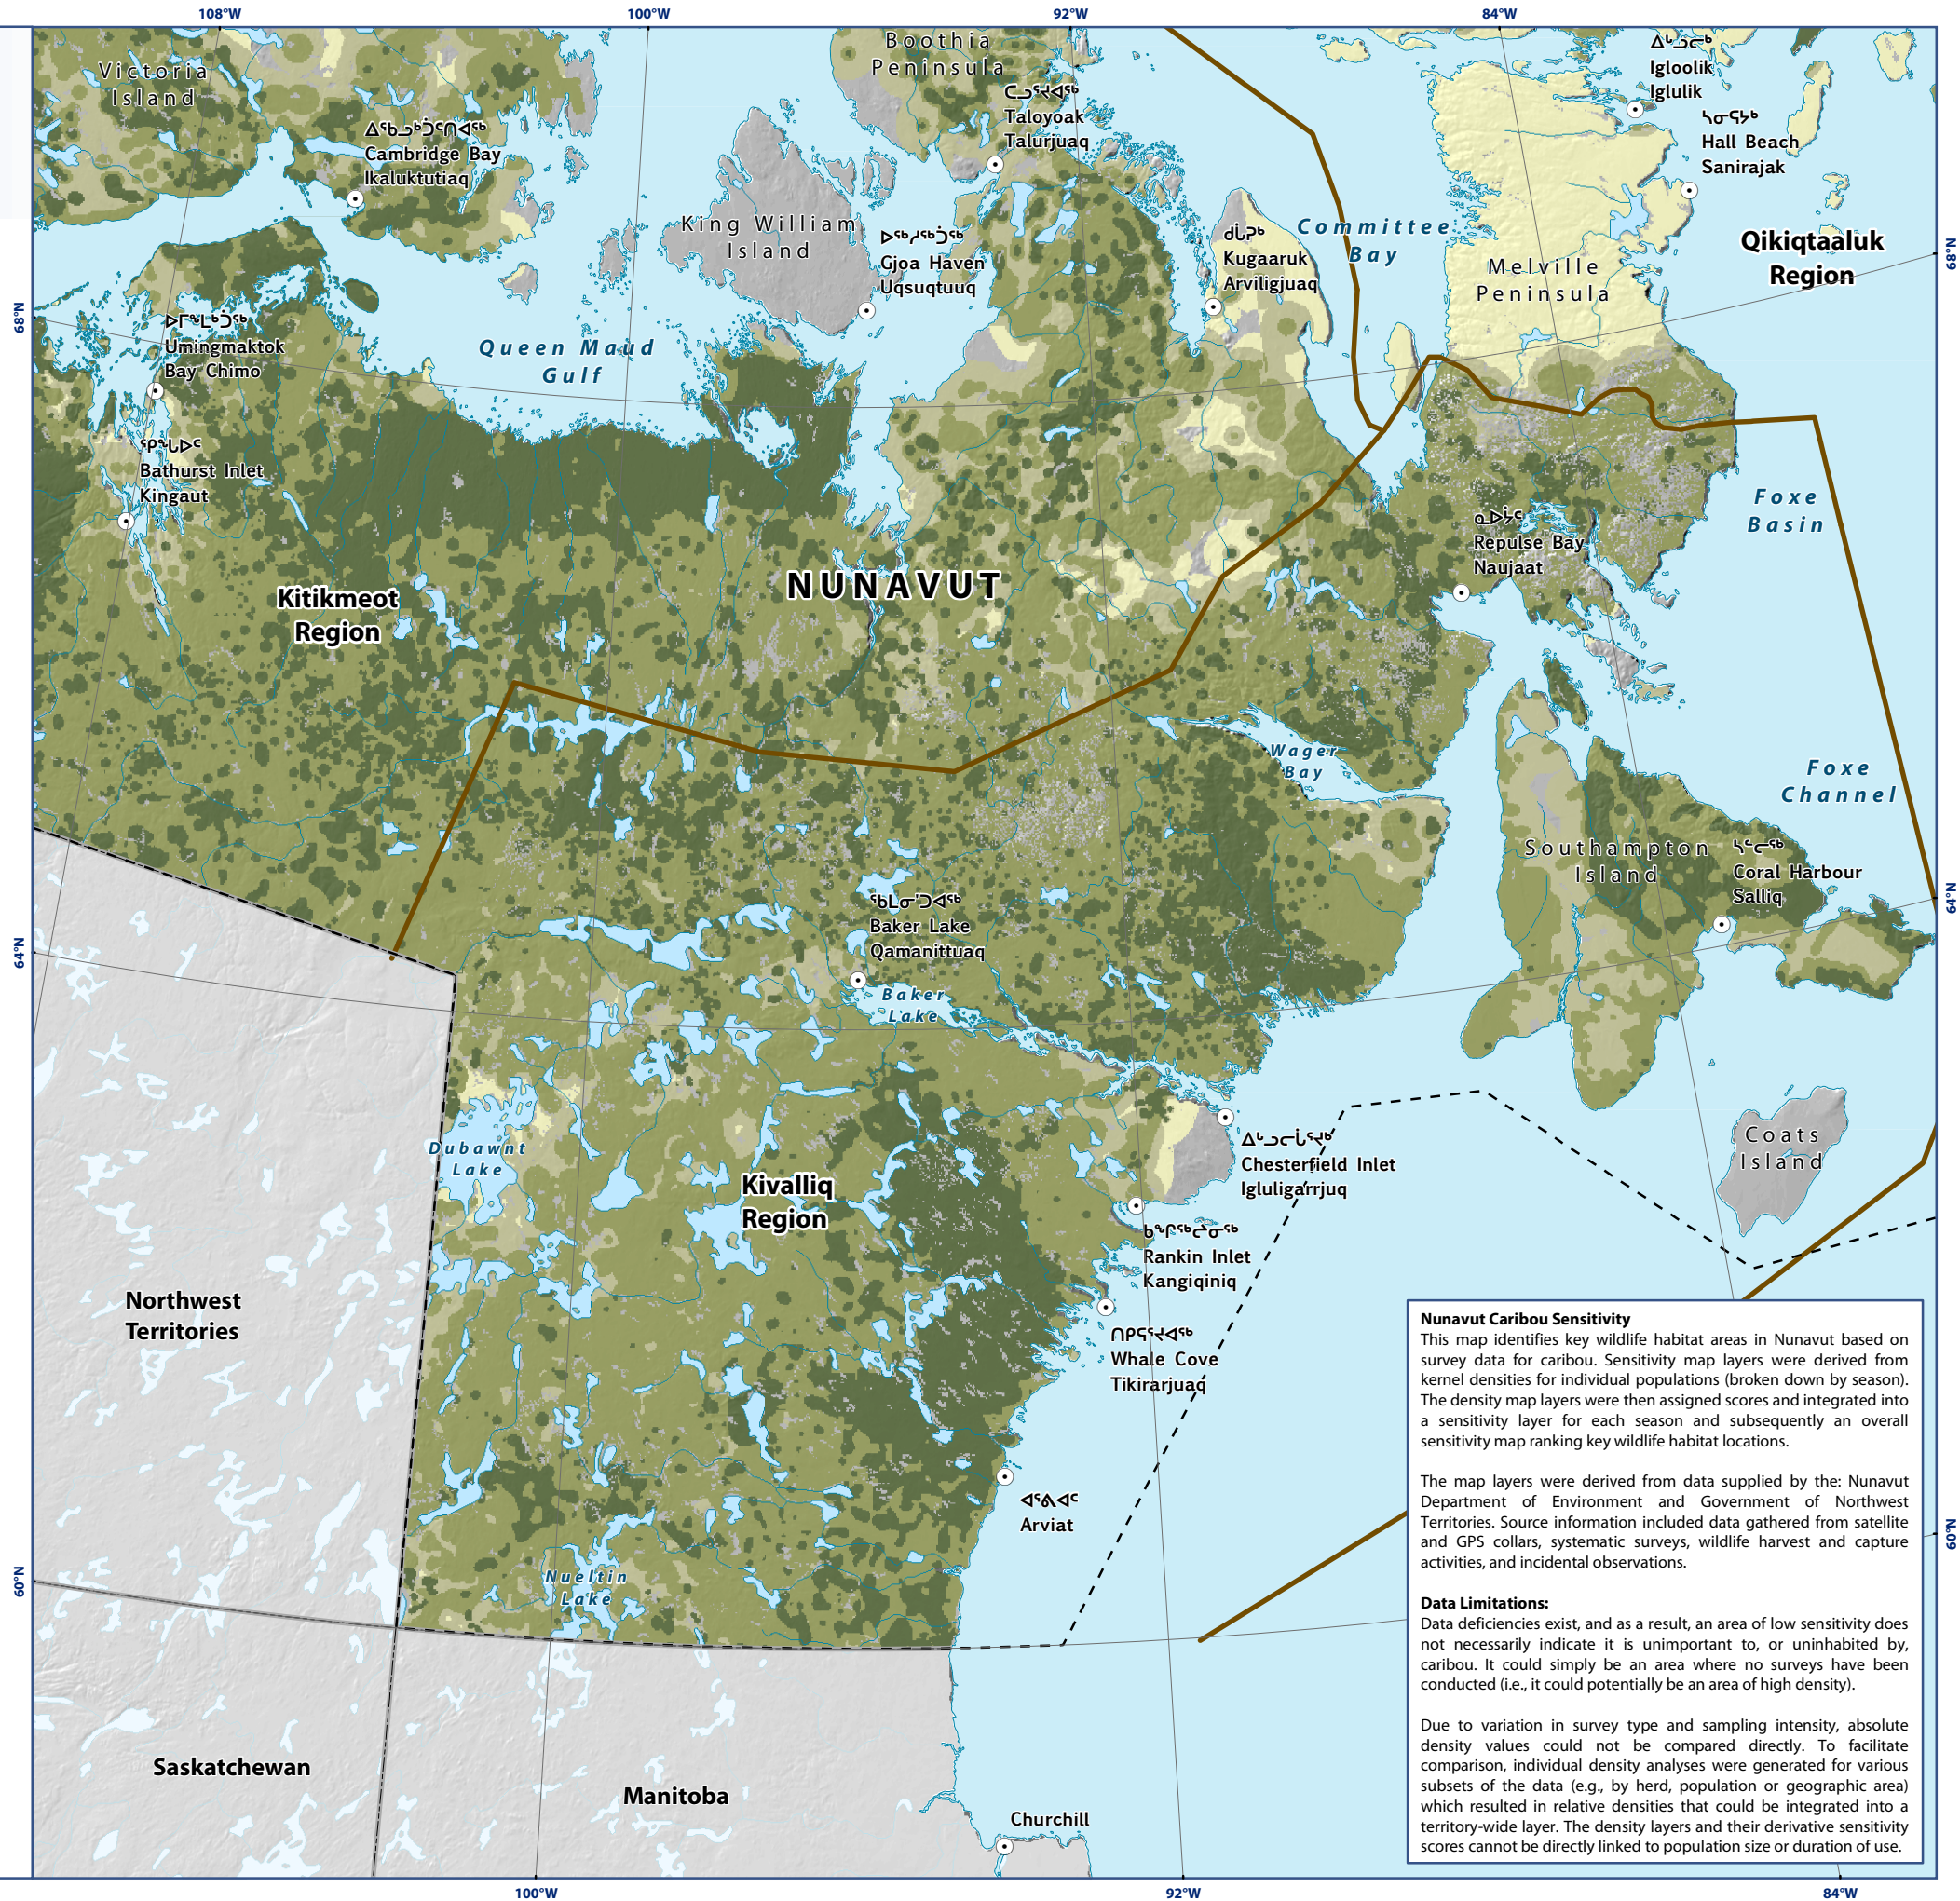 108°W
100°W
92°W
84°W
Victoria
Island
Boothia
Peninsula
ᐃᒡᓗᓕᒃ
Igloolik
Iglulik
ᑕᓗᕐᔪᐊᖅ
Taloyoak
Talurjuaq
ᓴᓂᕋᔭᒃ
Hall Beach
Sanirajak
ᐃᖃᓗᒃᑑᑦᑎᐊᖅ
Cambridge Bay
Ikaluktutiaq
King William
Island
ᐅᖅᓱᖅᑑᖅ
Gjoa Haven
Uqsuqtuuq
ᑰᒑᕈᒃ
Kugaaruk
Arviligjuaq
Committee
Bay
Melville
Peninsula
Qikiqtaaluk
Region
68°N
68°N
ᐅᒥᖕᒪᒃᑑᖅ
Umingmaktok
Bay Chimo
Queen Maud
Gulf
ᕿᙵᐅᑦ
Bathurst Inlet
Kingaut
Foxe
Basin
ᓇᐅᔮᑦ
Repulse Bay
Naujaat
NUNAVUT
Kitikmeot
Region
Wager
Bay
Foxe
Channel
Southampton
Island
ᓴᓪᓕᖅ
Coral Harbour
Salliq
64°N
64°N
ᖃᒪᓂᑦᑐᐊᖅ
Baker Lake
Qamanittuaq
Baker
Lake
Dubawnt
Lake
ᐃᒡᓗᓕᒑᕐᔪᒃ
Chesterfield Inlet
Igluligarrjuq
Coats
Island
Kivalliq
Region
ᑲᖏᖅᖠᓂᖅ
Rankin Inlet
Kangiqiniq
Northwest
Territories
ᑎᑭᕋᕐᔪᐊᖅ
Whale Cove
Tikirarjuaq
ᐊᕐᕕᐊᑦ
Arviat
Nueltin
Lake
60°N
60°N
Saskatchewan
Manitoba
Churchill
Nunavut Caribou Sensitivity
This map identifies key wildlife habitat areas in Nunavut based on
survey data for caribou. Sensitivity map layers were derived from
kernel densities for individual populations (broken down by season).
The density map layers were then assigned scores and integrated into
a sensitivity layer for each season and subsequently an overall
sensitivity map ranking key wildlife habitat locations.
The map layers were derived from data supplied by the: Nunavut
Department of Environment and Government of Northwest
Territories. Source information included data gathered from satellite
and GPS collars, systematic surveys, wildlife harvest and capture
activities, and incidental observations.
Data Limitations:
Data deficiencies exist, and as a result, an area of low sensitivity does
not necessarily indicate it is unimportant to, or uninhabited by,
caribou. It could simply be an area where no surveys have been
conducted (i.e., it could potentially be an area of high density).
Due to variation in survey type and sampling intensity, absolute
density values could not be compared directly. To facilitate
comparison, individual density analyses were generated for various
subsets of the data (e.g., by herd, population or geographic area)
which resulted in relative densities that could be integrated into a
territory-wide layer. The density layers and their derivative sensitivity
scores cannot be directly linked to population size or duration of use.
100°W
92°W
84°W